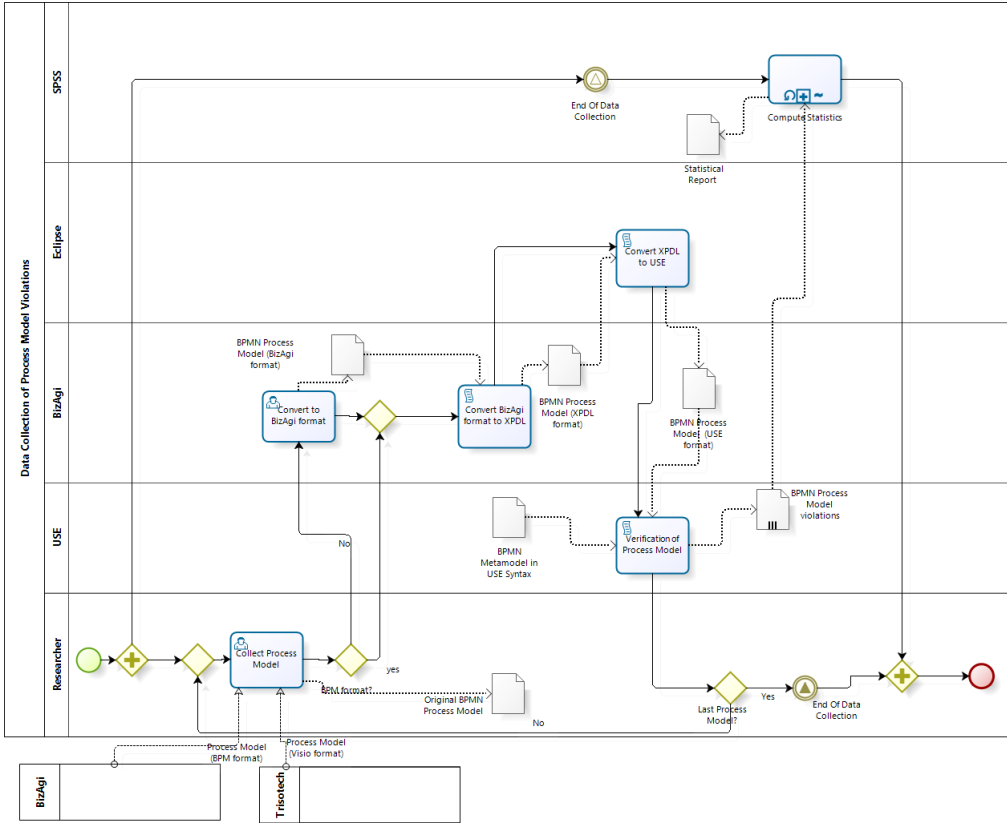 Data Collection of Process Model Violations
SPSS
End Of Data
Collection
Compute Statistics
Statistical
Report
Eclipse
Convert XPDL
to USE
BizAgi
BPMN Process
Model (BizAgi
format)
Convert to
BizAgi format
Convert BizAgi
format to XPDL
BPMN Process
Model (XPDL
format)
BPMN Process
Model (USE
format)
USE
No
BPMN
Metamodel in
USE Syntax
Verification of
Process Model
BPMN Process
Model
violations
Researcher
Collect Process
Model
BPM format?
yes
Original BPMN
Process Model
Last Process
Model?
Yes
No
End Of Data
Collection
Process Model
(BPM format)
Process Model
(Visio format)
BizAgi
Trisotech